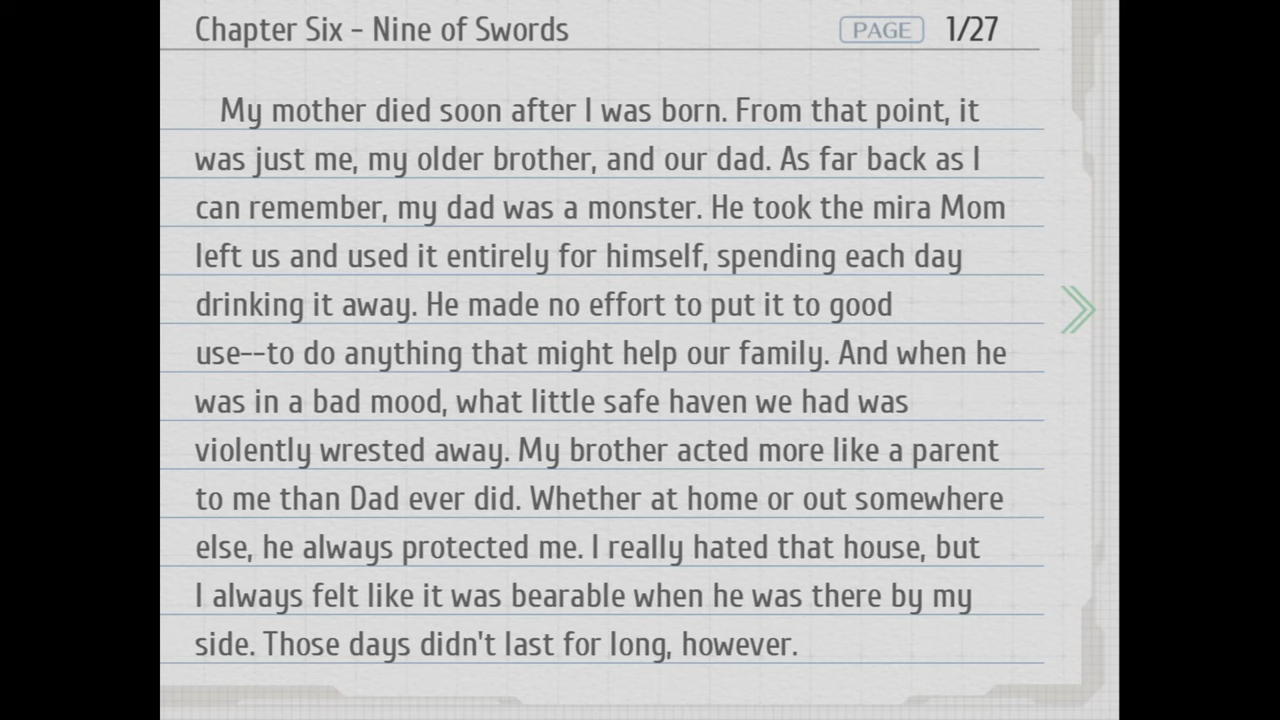 Chapter Six - Nine of Swords
PAGE 1/27
My mother died soon after I was born. From that point, it
was just me, my older brother, and our dad. As far back as I
can remember, my dad was a monster. He took the mira Mom
left us and used it entirely for himself, spending each day
drinking it away. He made no effort to put it to good
use--to do anything that might help our family. And when he
was in a bad mood, what little safe haven we had was
violently wrested away. My brother acted more like a parent
to me than Dad ever did. Whether at home or out somewhere
else, he always protected me. I really hated that house, but
I always felt like it was bearable when he was there by my
side. Those days didn't last for long, however.